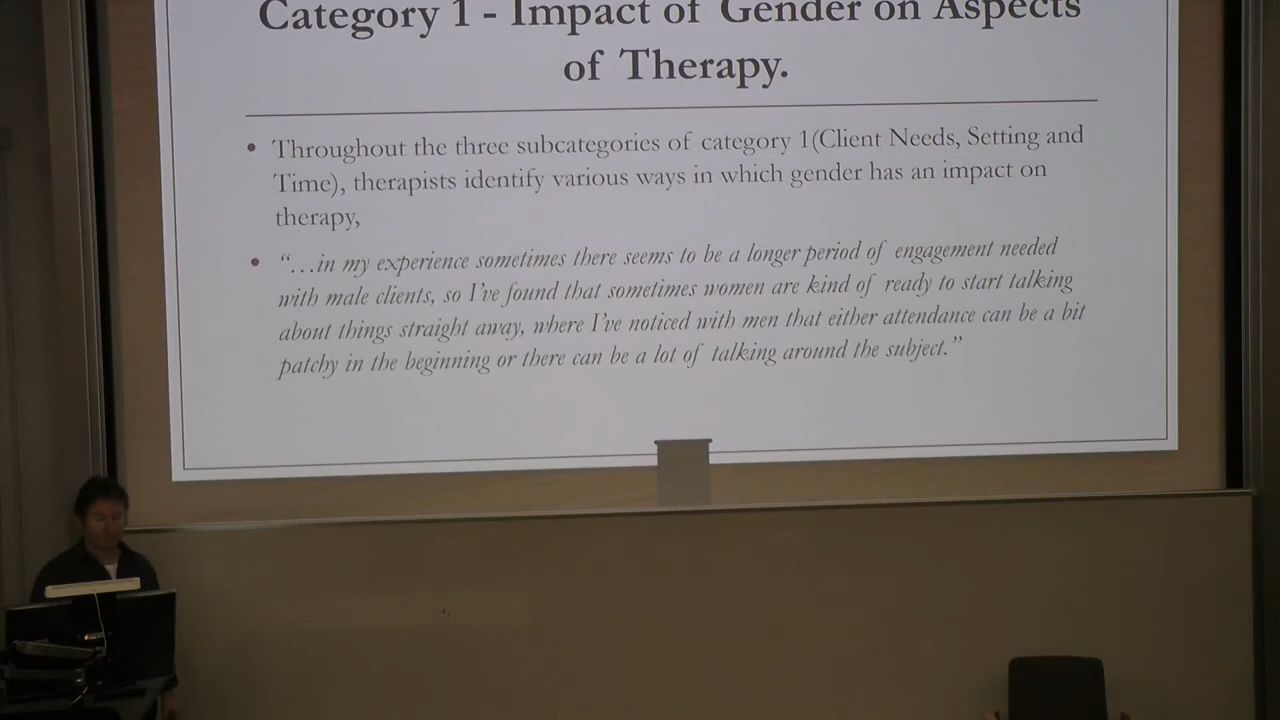 Category 1 - Impact of Gender on Aspects
of Therapy.
• Throughout the three subcategories of category 1(Client Needs, Setting and
Time), therapists identify various ways in which gender has an impact on
therapy,
• “…in my experience sometimes there seems to be a longer period of engagement needed
with male clients, so I’ve found that sometimes women are kind of ready to start talking
about things straight away, where I’ve noticed with men that either attendance can be a bit
patchy in the beginning or there can be a lot of talking around the subject.”